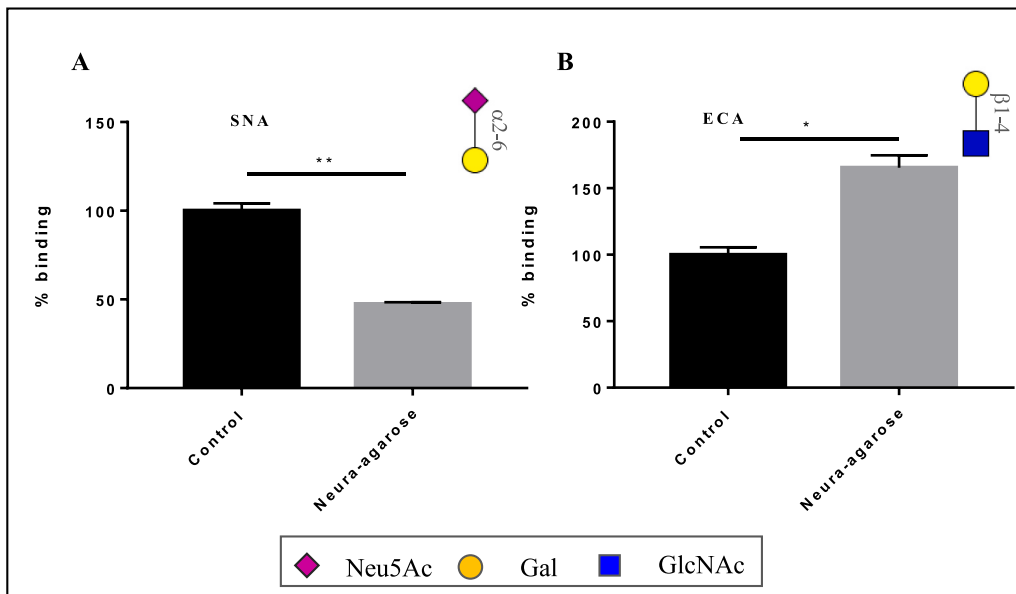 A
SNA
α2-6
**
% binding
150
100
50
0
Control
Neura-agarose
B
ECA
β1-4
*
% binding
200
150
100
50
0
Control
Neura-agarose
Neu5Ac Gal GlcNAc